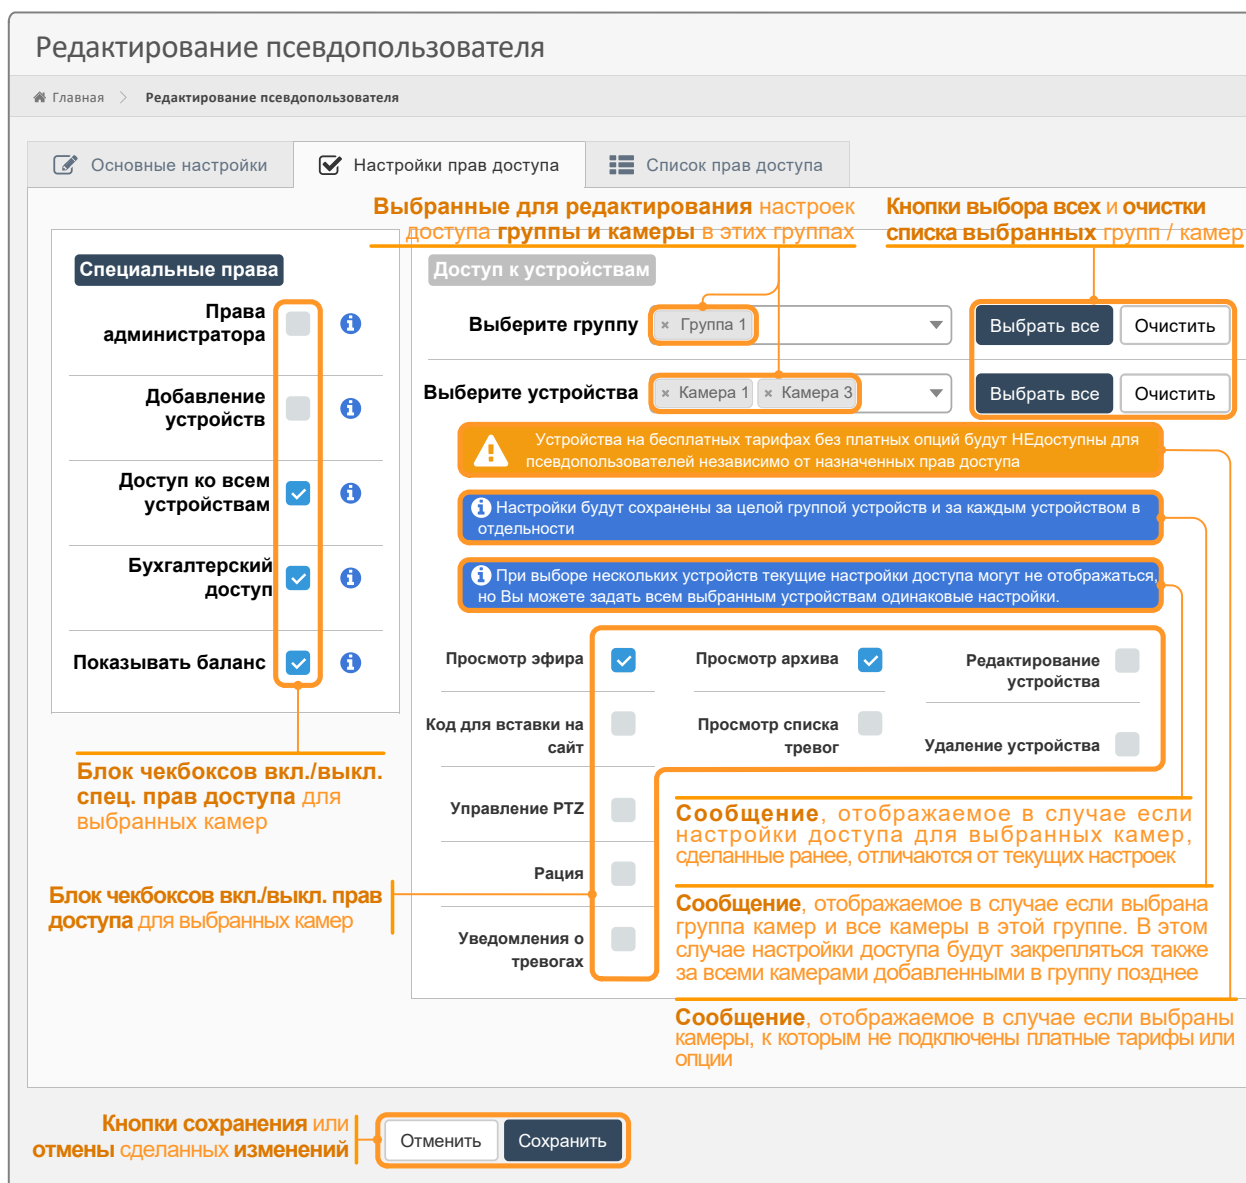 Редактирование псевдопользователя
Главная
Редактирование псевдопользователя
Основные настройки
Настройки прав доступа
Список прав доступа
Выбранные для редактирования настроек
доступа группы и камеры в этих группах
Кнопки выбора всех и очистки
списка выбранных групп / камер
Специальные права
Права
администратора
Добавление
устройств
Доступ ко всем
устройствам
Бухгалтерский
доступ
Показывать баланс
Блок чекбоксов вкл./выкл.
спец. прав доступа для
выбранных камер
Доступ к устройствам
Выберите группу
× Группа 1
Выбрать все
Очистить
Выберите устройства
× Камера 1
× Камера 3
Выбрать все
Очистить
Устройства на бесплатных тарифах без платных опций будут НЕдоступны для
псевдопользователей независимо от назначенных прав доступа
Настройки будут сохранены за целой группой устройств и за каждым устройством в
отдельности
При выборе нескольких устройств текущие настройки доступа могут не отображаться,
но Вы можете задать всем выбранным устройствам одинаковые настройки.
Просмотр эфира
Просмотр архива
Редактирование
устройства
Код для вставки на
сайт
Просмотр списка
тревог
Удаление устройства
Управление PTZ
Рация
Уведомления о
тревогах
Блок чекбоксов вкл./выкл. прав
доступа для выбранных камер
Сообщение, отображаемое в случае если
настройки доступа для выбранных камер,
сделанные ранее, отличаются от текущих настроек
Сообщение, отображаемое в случае если выбрана
группа камер и все камеры в этой группе. В этом
случае настройки доступа будут закрепляться также
за всеми камерами добавленными в группу позднее
Сообщение, отображаемое в случае если выбраны
камеры, к которым не подключены платные тарифы или
опции
Кнопки сохранения или
отмены сделанных изменений
Отменить
Сохранить